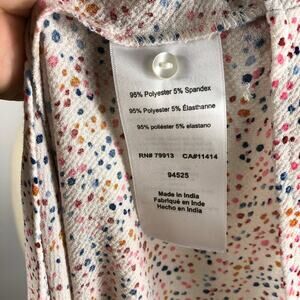 95% Polyester 5% Spandex
95% Polyester 5% Élasthanne
95% poliéster 5% elastano
RN# 79913 CA#11414
94525
Made in India
Fabriqué en Inde
Hecho en India